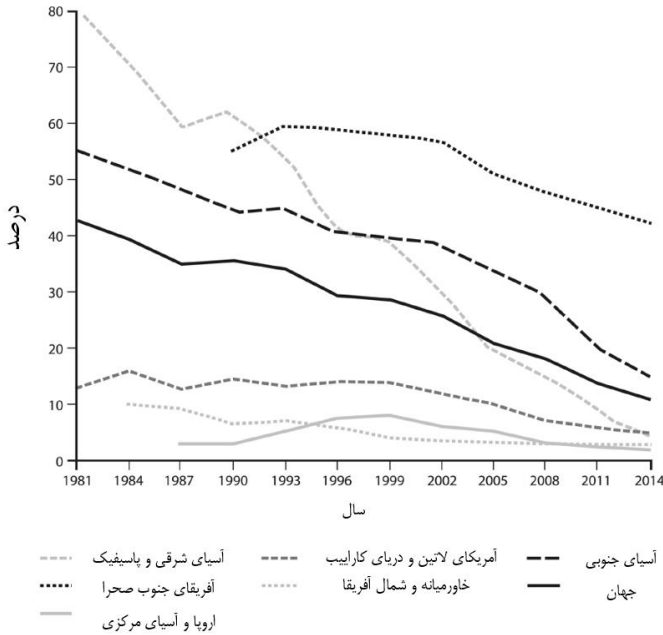 80
70
60
50
40
30
20
10
0
درصد
1981 1984 1987 1990 1993 1996 1999 2002 2005 2008 2011 2014
سال
آسیای جنوبی آمریکای لاتین و دریای کاراییب آسیای شرقی و پاسیفیک
جهان خاورمیانه و شمال آفریقا آفریقای جنوب صحرا
اروپا و آسیای مرکزی